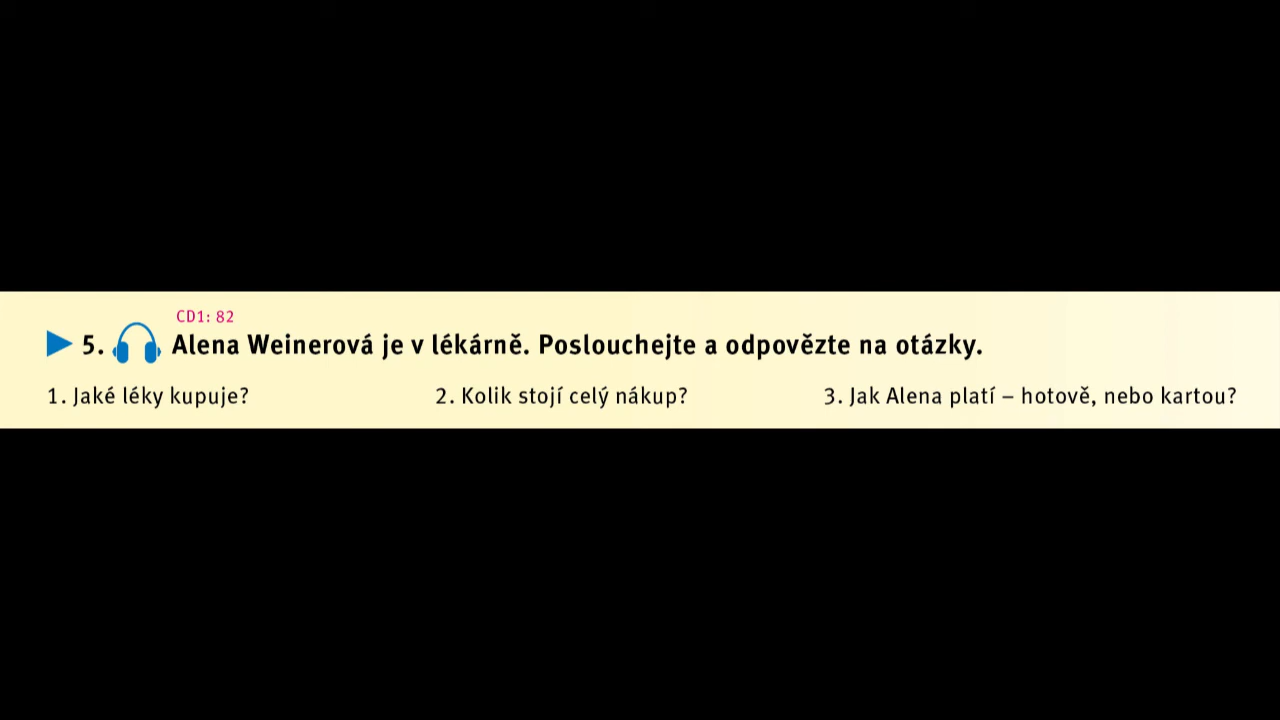 CD1: 82
5. Alena Weinerová je v lékárně. Poslouchejte a odpovězte na otázky.
1. Jaké léky kupuje? 2. Kolik stojí celý nákup? 3. Jak Alena platí – hotově, nebo kartou?